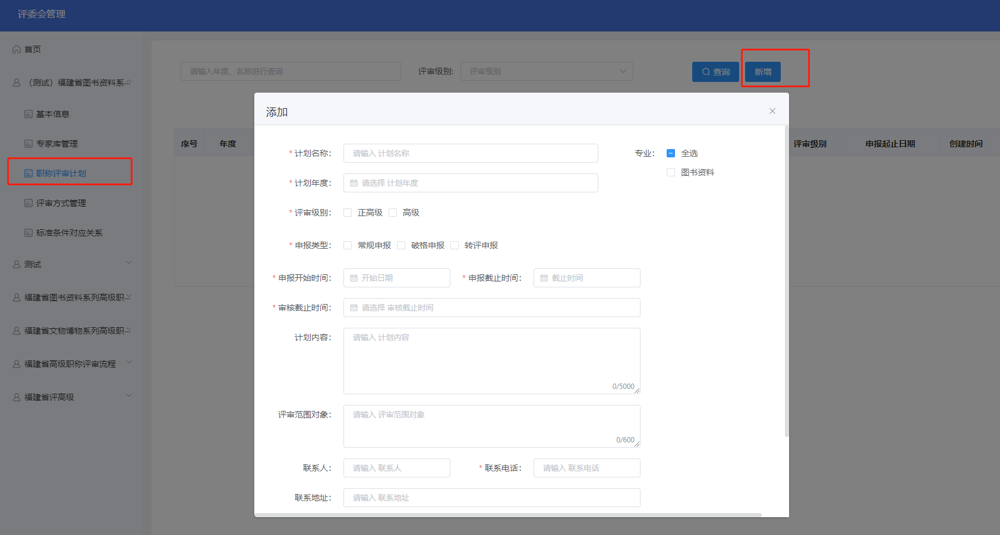 评委会管理
首页
（测试）福建省图书资料系...
基本信息
专家库管理
职称评审计划
评审方式管理
标准条件对应关系
测试
福建省图书资料系列高级职...
福建省文物博物系列高级职...
福建省高级职称评审流程
福建省评高级
请输入年度、名称进行查询
评审级别:
评审级别
查询
新增
序号
年度
评审级别
申报起止日期
创建时间
添加
* 计划名称：
请输入 计划名称
专业：
全选
图书资料
* 计划年度：
请选择 计划年度
* 评审级别：
正高级
高级
* 申报类型：
常规申报
破格申报
转评申报
* 申报开始时间：
开始日期
* 申报截止时间：
截止时间
* 审核截止时间：
请选择 审核截止时间
计划内容：
请输入 计划内容
0/5000
评审范围对象：
请输入 评审范围对象
0/600
联系人：
请输入 联系人
* 联系电话：
请输入 联系电话
联系地址：
请输入 联系地址